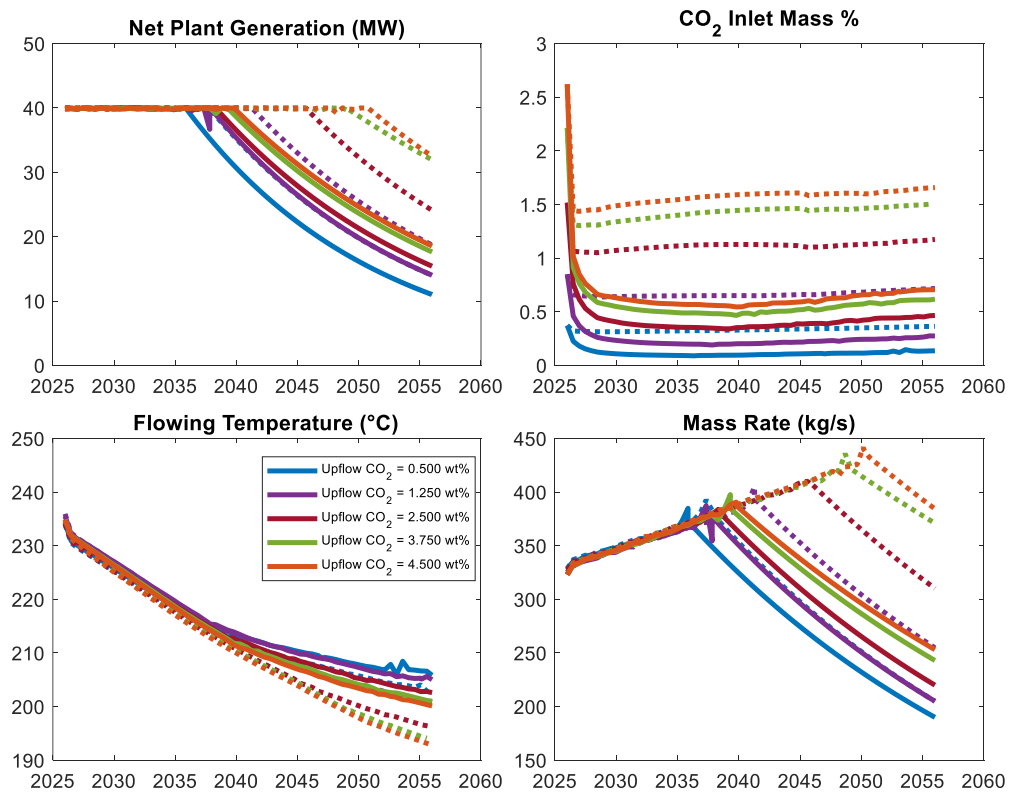 Net Plant Generation (MW)
50
40
30
20
10
0
2025 2030 2035 2040 2045 2050 2055 2060
CO2 Inlet Mass %
3
2.5
2
1.5
1
0.5
0
2025 2030 2035 2040 2045 2050 2055 2060
Flowing Temperature (°C)
250
240
230
220
210
200
190
2025 2030 2035 2040 2045 2050 2055 2060
Upflow CO2 = 0.500 wt%
Upflow CO2 = 1.250 wt%
Upflow CO2 = 2.500 wt%
Upflow CO2 = 3.750 wt%
Upflow CO2 = 4.500 wt%
Mass Rate (kg/s)
450
400
350
300
250
200
150
2025 2030 2035 2040 2045 2050 2055 2060